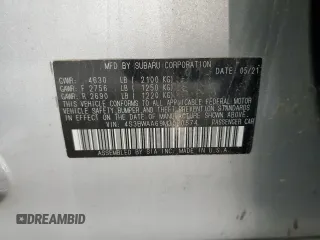 MFD BY SUBARU CORPORATION
05/21
GVWR: 4630 LB ( 2100 KG)
GAWR: F 2756 LB ( 1250 KG)
GAWR: R 2690 LB ( 1220 KG)
THIS VEHICLE CONFORMS TO ALL APPLICABLE FEDERAL MOTOR
VEHICLE SAFETY, BUMPER AND THEFT PREVENTION STANDARDS
IN EFFECT ON THE DATE OF MANUFACTURE SHOWN ABOVE.
VIN: PASSENGER CAR
ASSEMBLED BY SIA, INC. IN U.S.A.
DREAMBID